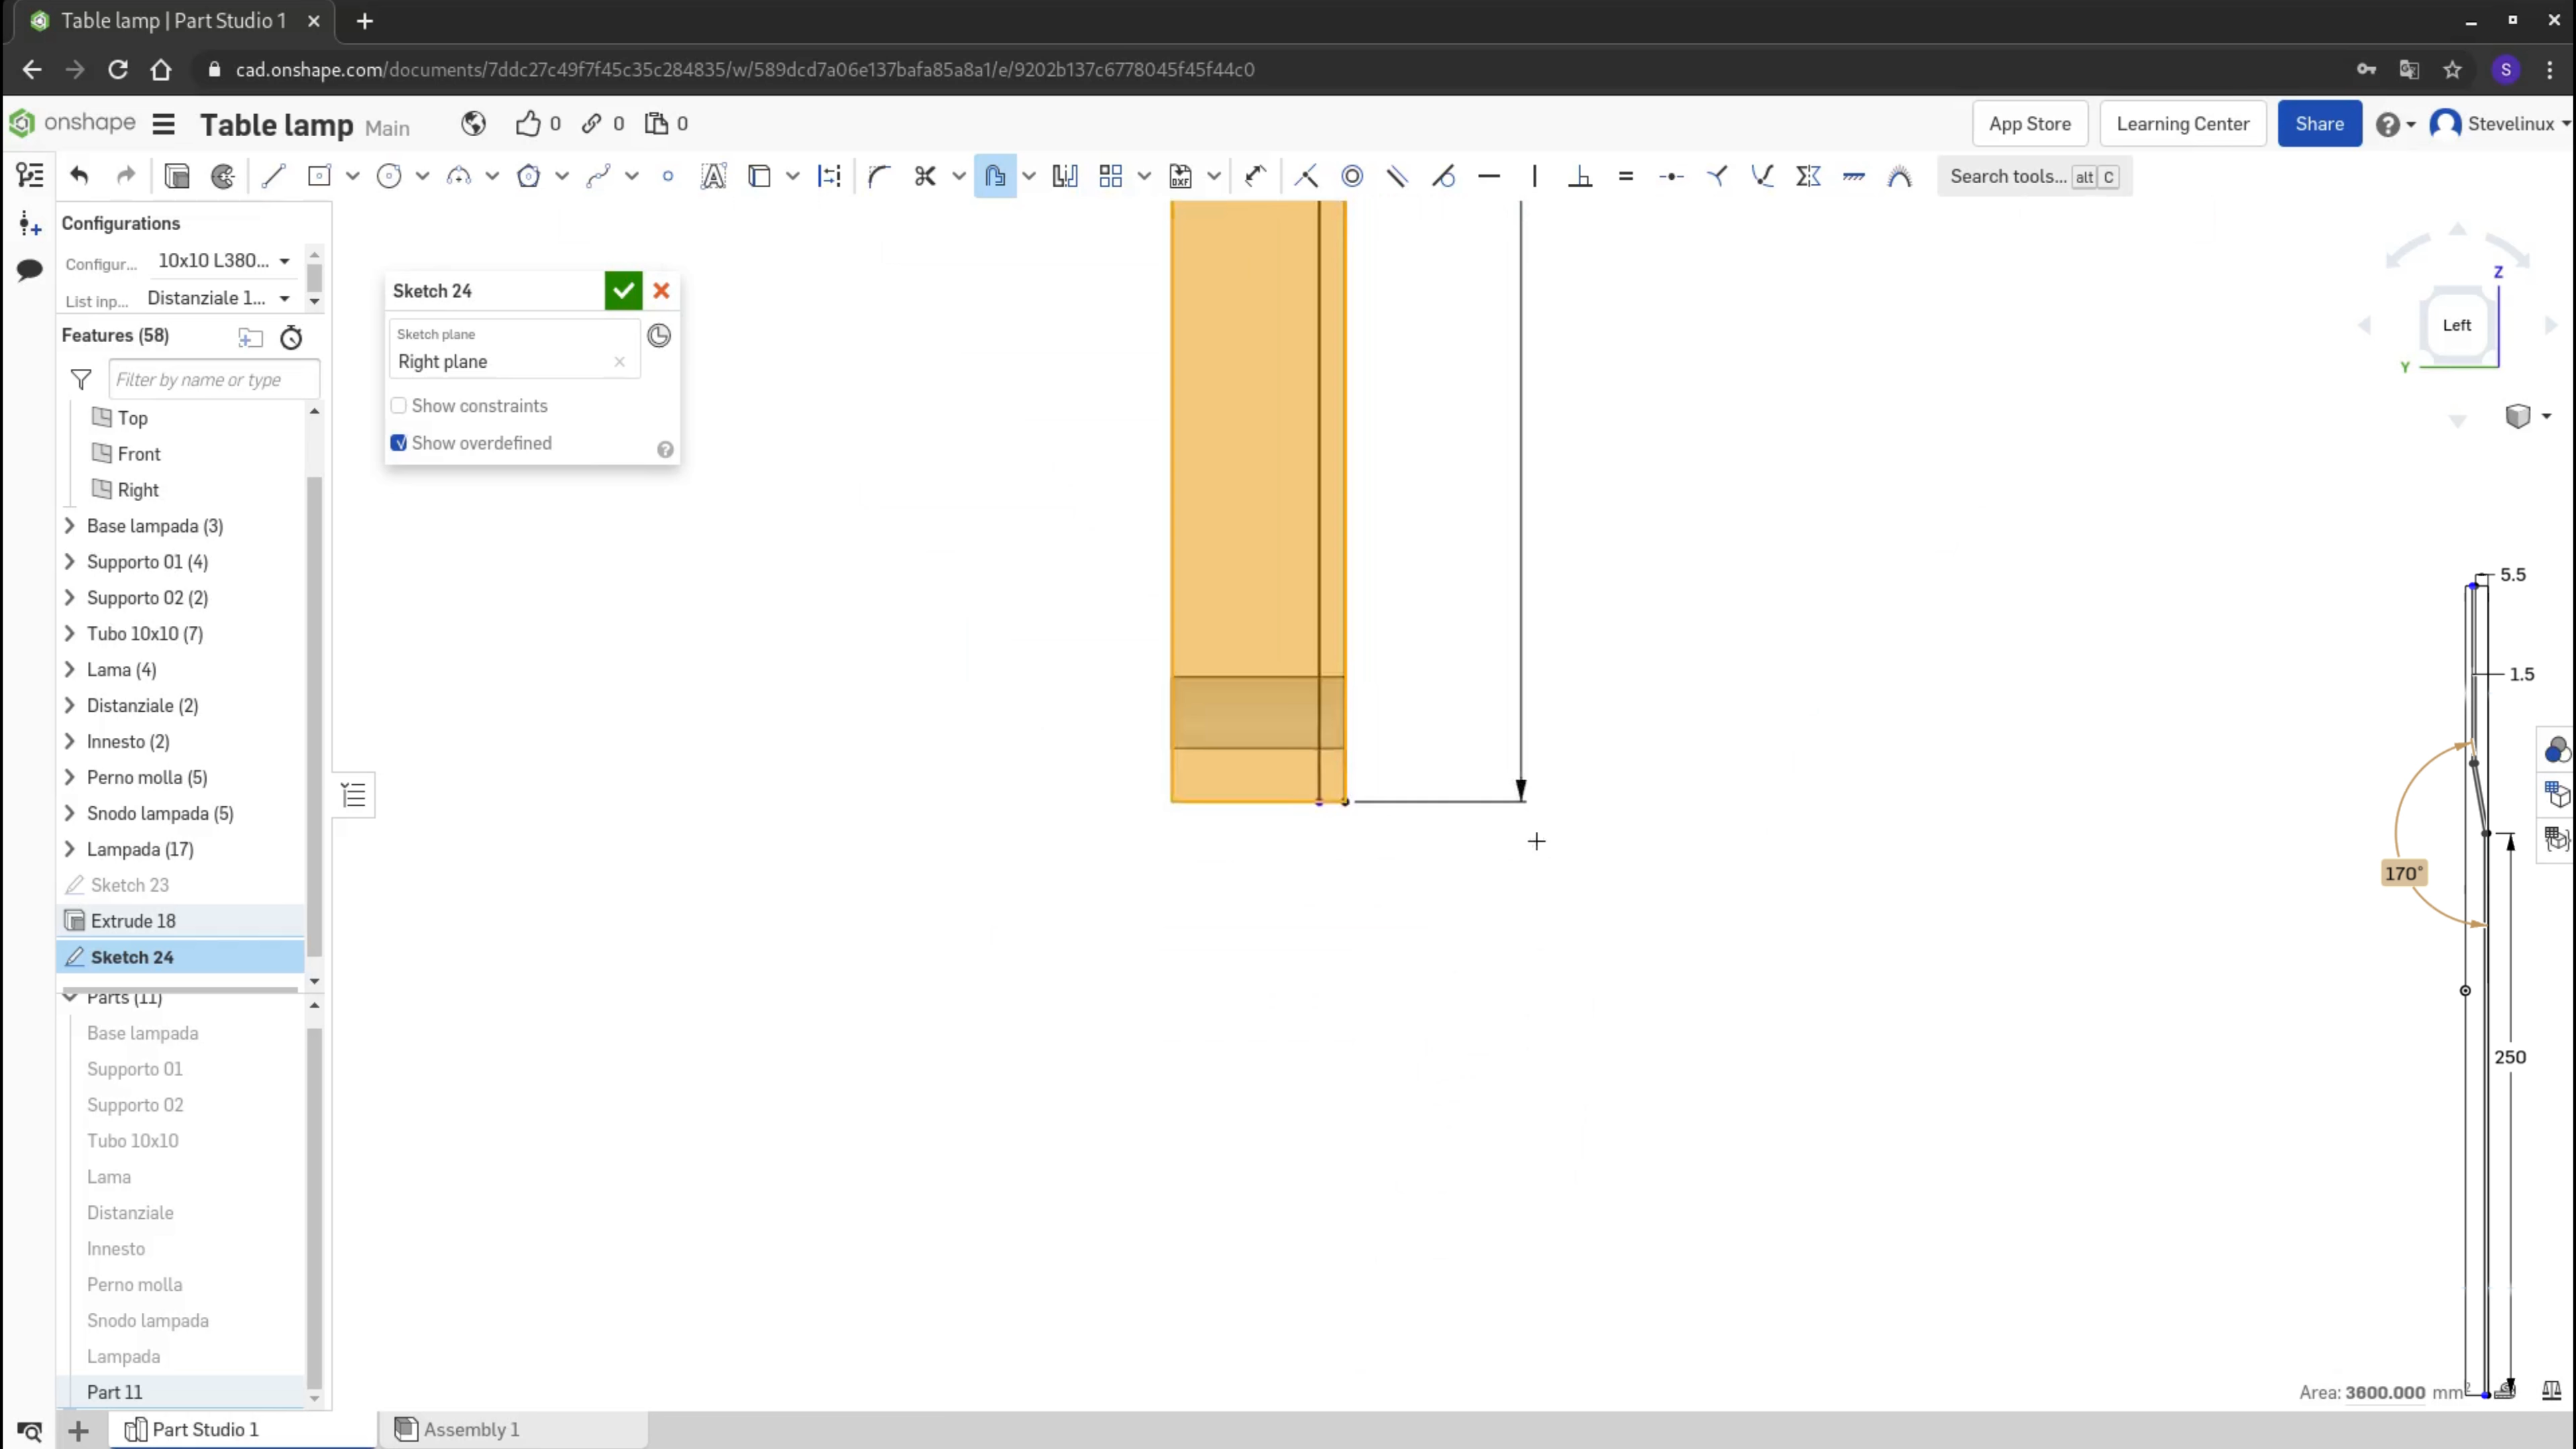 Table lamp | Part Studio 1
cad.onshape.com/documents/7ddc27c49f7f45c35c284835/w/589dcd7a06e137bafa85a8a1/e/9202b137c6778045f45f44c0
S
onshape
Table lamp Main
0
0
0
App Store
Learning Center
Share
Stevelinux
DXF
Search tools... alt C
Configurations
Configur... 10x10 L380...
List inp... Distanziale 1...
Features (58)
Filter by name or type
Top
Front
Right
Base lampada (3)
Supporto 01 (4)
Supporto 02 (2)
Tubo 10x10 (7)
Lama (4)
Distanziale (2)
Innesto (2)
Perno molla (5)
Snodo lampada (5)
Lampada (17)
Sketch 23
Extrude 18
Sketch 24
Parts (11)
Base lampada
Supporto 01
Supporto 02
Tubo 10x10
Lama
Distanziale
Innesto
Perno molla
Snodo lampada
Lampada
Part 11
Sketch 24
Sketch plane
Right plane
Show constraints
Show overdefined
Z
Left
Y
5.5
1.5
170°
250
Area: 3600.000 mm²
Part Studio 1
Assembly 1